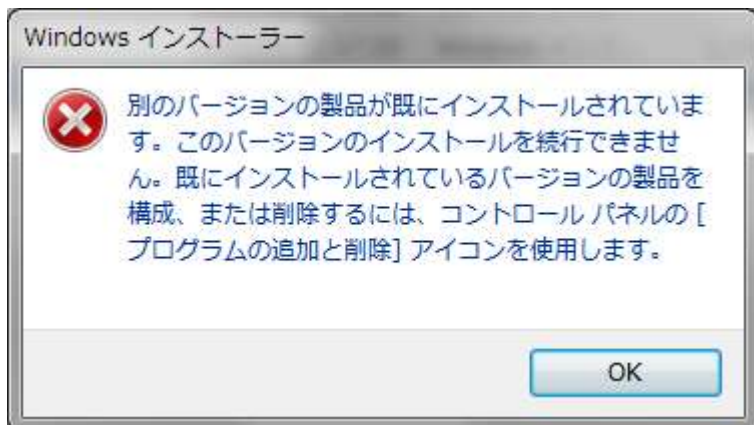 Windows インストーラー
別のバージョンの製品が既にインストールされていま
す。このバージョンのインストールを続行できませ
ん。既にインストールされているバージョンの製品を
構成、または削除するには、コントロール パネルの [
プログラムの追加と削除] アイコンを使用します。
OK